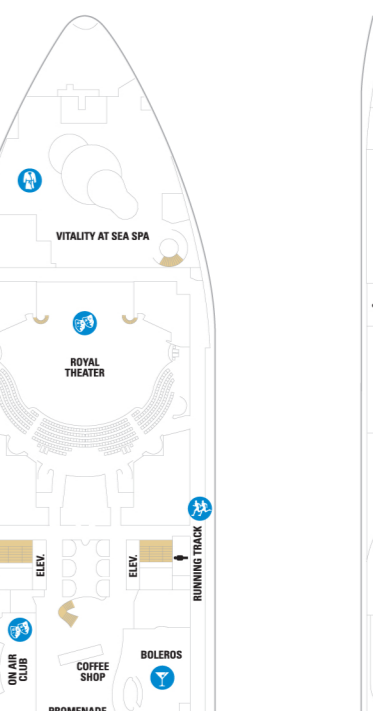 VITALITY AT SEA SPA
ROYAL
THEATER
ELEV.
ELEV.
RUNNING TRACK
ON AIR
CLUB
COFFEE
SHOP
BOLEROS
PROMENADE